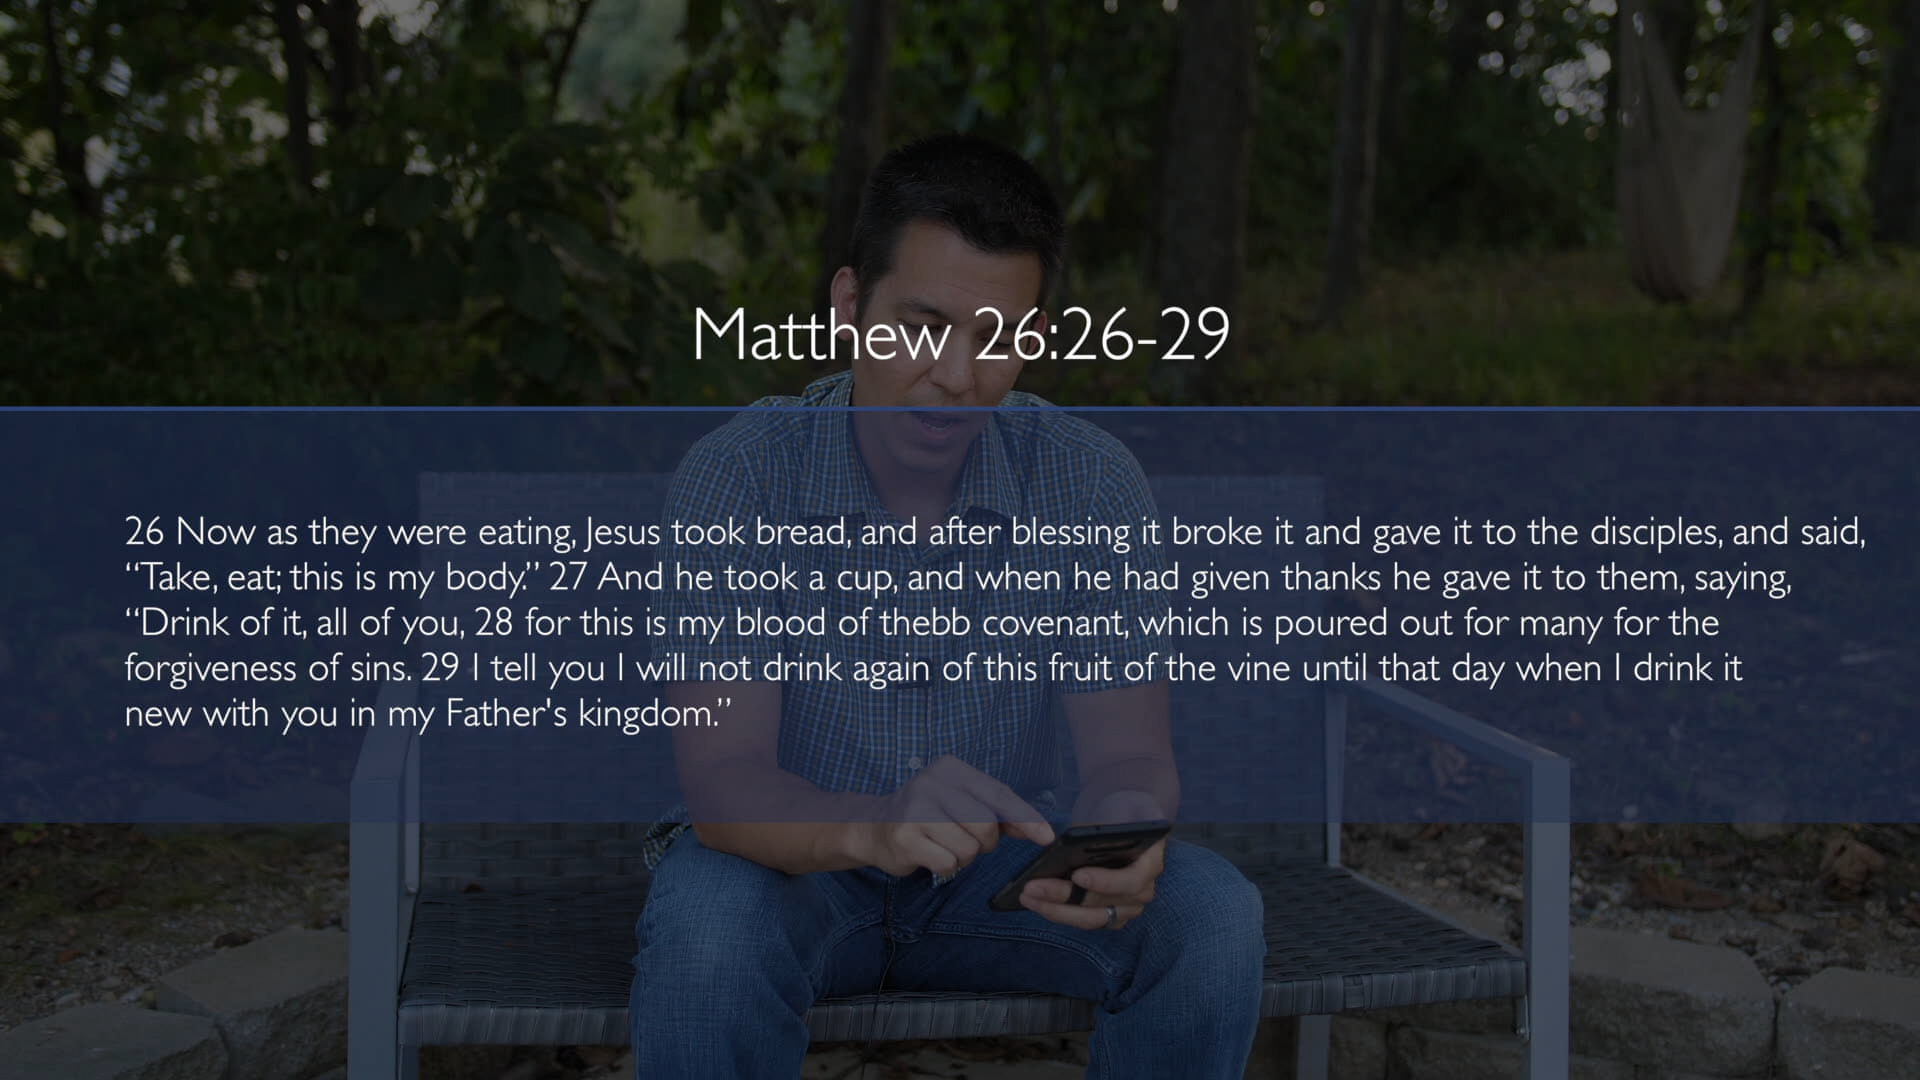 Matthew 26:26-29
26 Now as they were eating, Jesus took bread, and after blessing it broke it and gave it to the disciples, and said,
“Take, eat; this is my body.” 27 And he took a cup, and when he had given thanks he gave it to them, saying,
“Drink of it, all of you, 28 for this is my blood of thebb covenant, which is poured out for many for the
forgiveness of sins. 29 I tell you I will not drink again of this fruit of the vine until that day when I drink it
new with you in my Father's kingdom.”